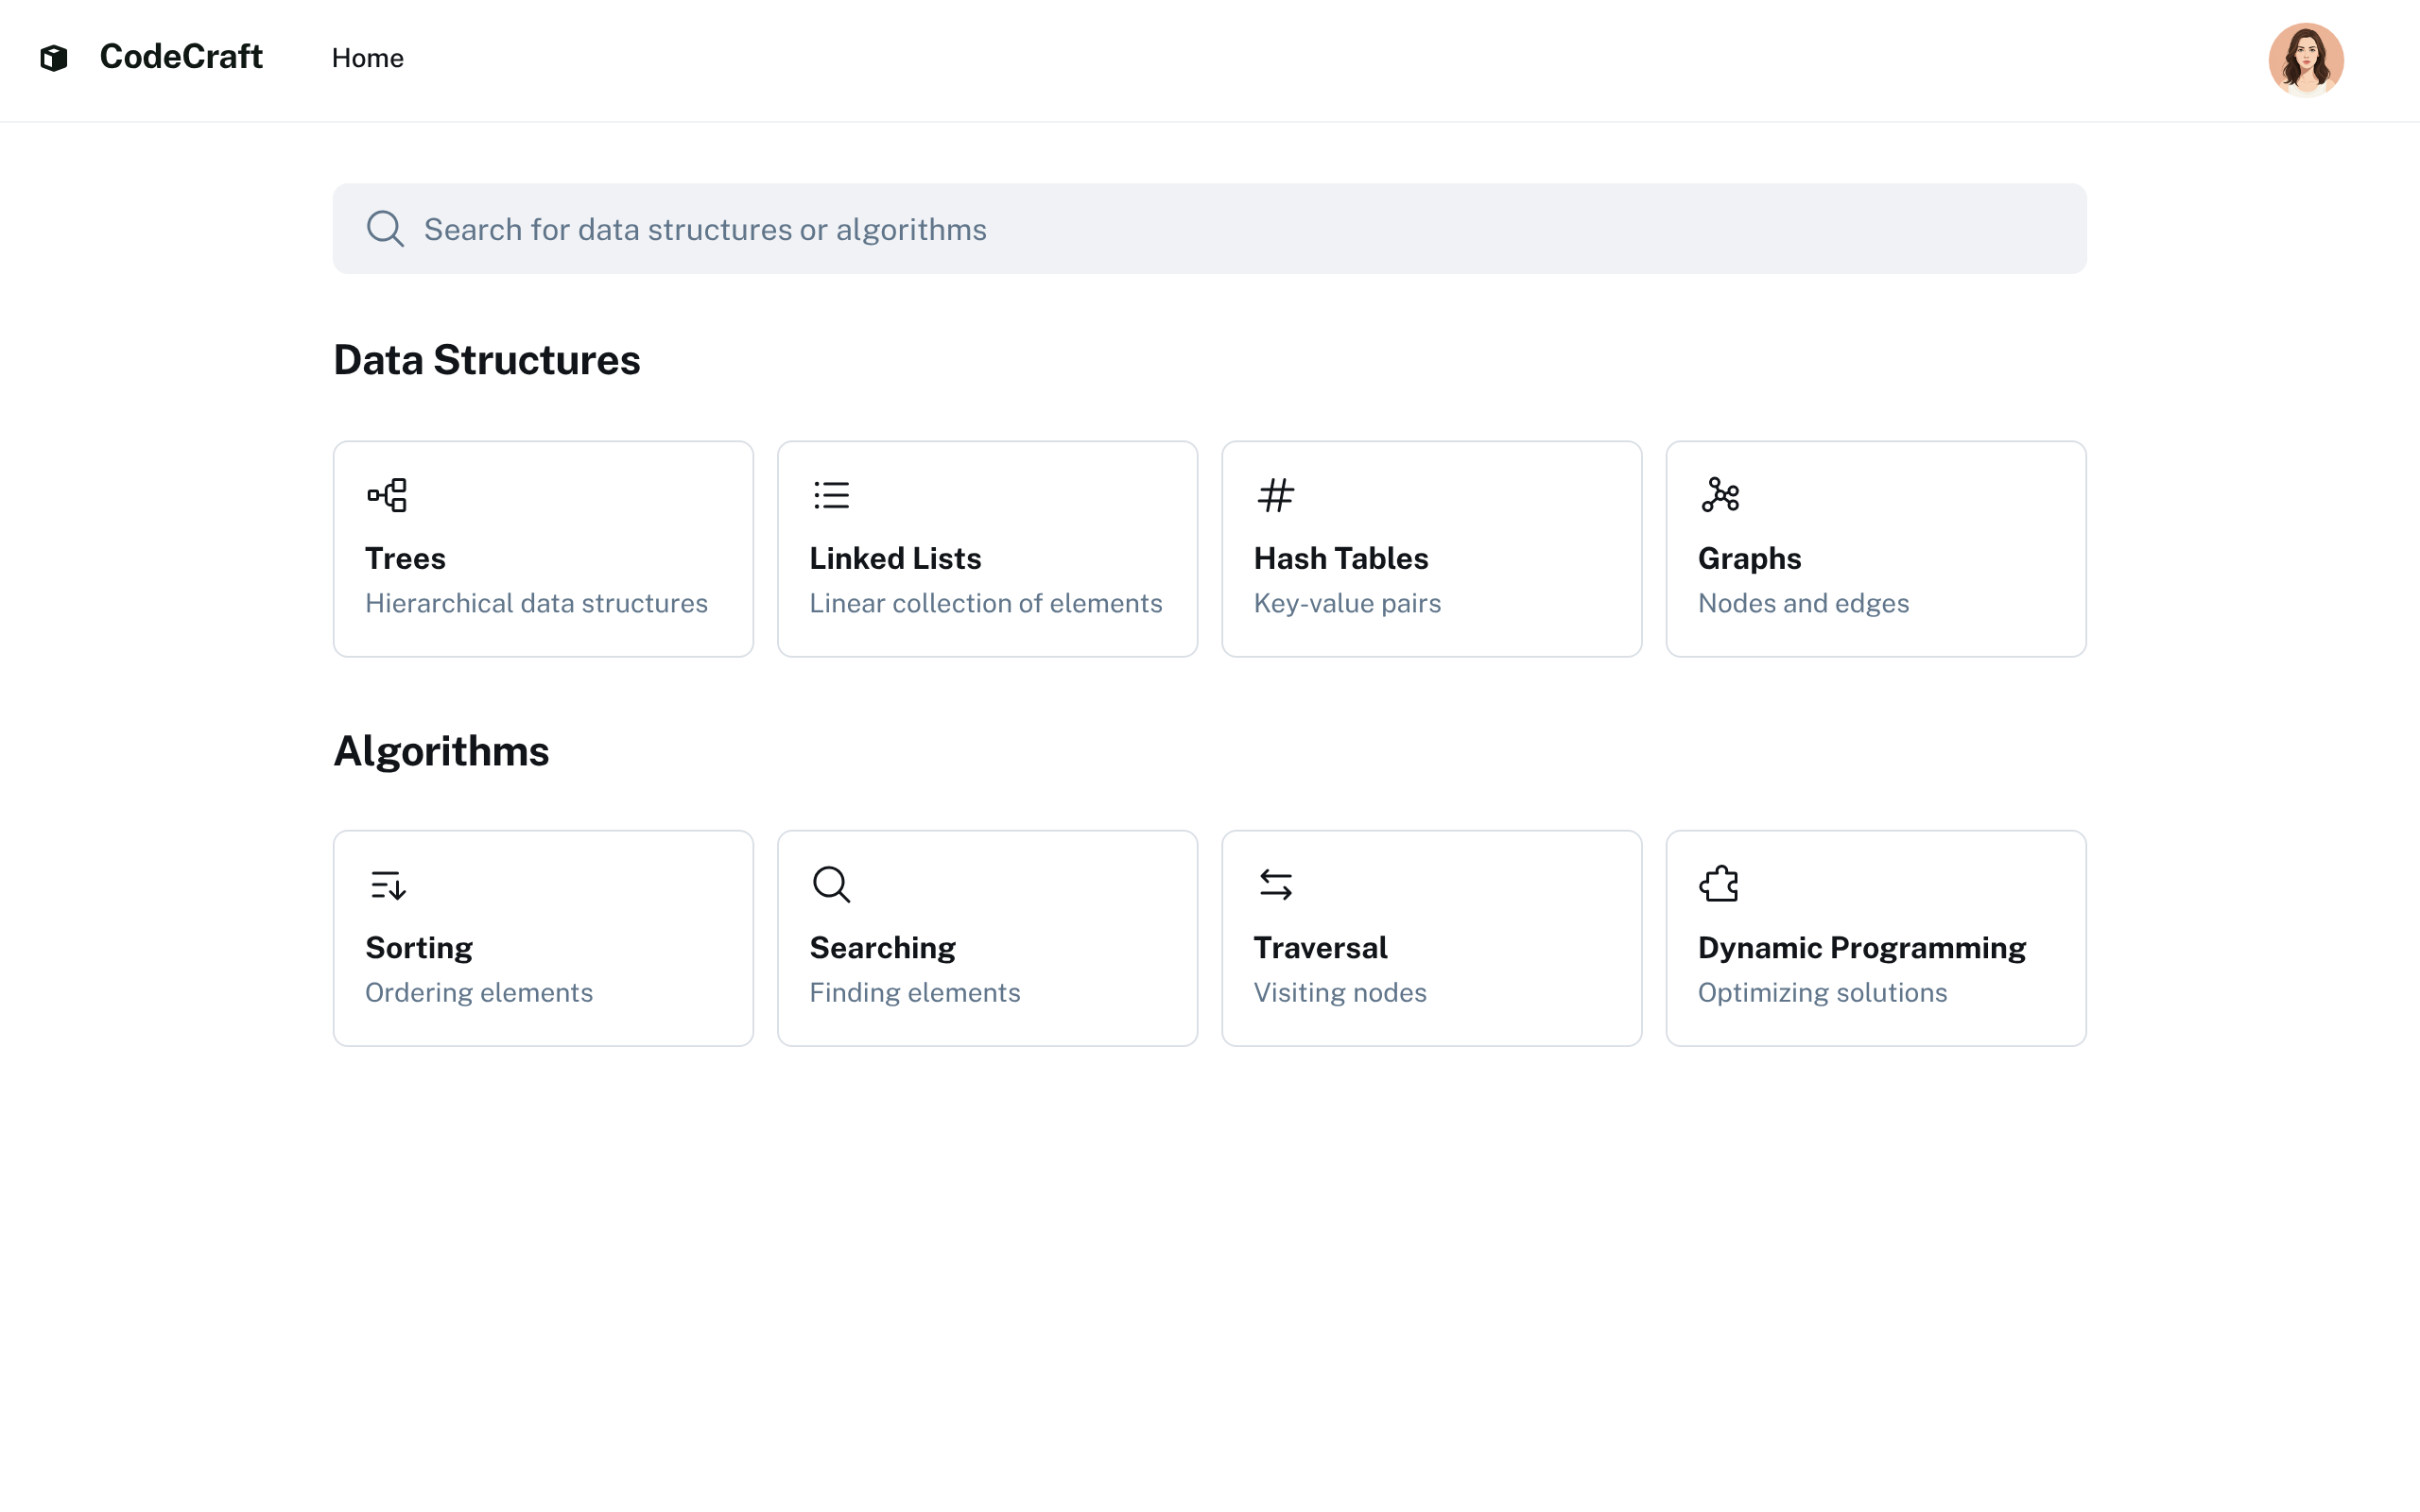 CodeCraft
Home
Search for data structures or algorithms
Data Structures
Trees
Hierarchical data structures
Linked Lists
Linear collection of elements
Hash Tables
Key-value pairs
Graphs
Nodes and edges
Algorithms
Sorting
Ordering elements
Searching
Finding elements
Traversal
Visiting nodes
Dynamic Programming
Optimizing solutions